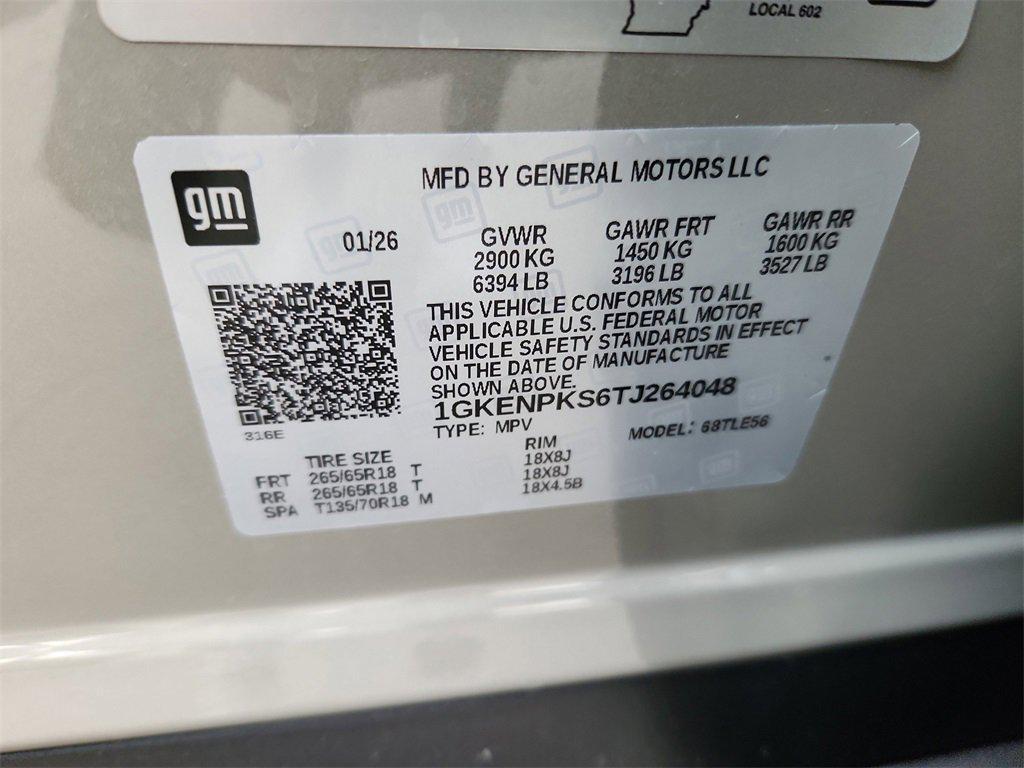 LOCAL 602
gm
MFD BY GENERAL MOTORS LLC
01/26
GVWR GAWR FRT GAWR RR
2900 KG 1450 KG 1600 KG
6394 LB 3196 LB 3527 LB
THIS VEHICLE CONFORMS TO ALL
APPLICABLE U.S. FEDERAL MOTOR
VEHICLE SAFETY STANDARDS IN EFFECT
ON THE DATE OF MANUFACTURE
SHOWN ABOVE.
1GKENPKS6TJ264048
316E
TYPE: MPV MODEL: 68TLE56
TIRE SIZE RIM
FRT 265/65R18 T 18X8J
RR 265/65R18 T 18X8J
SPA T135/70R18 M 18X4.5B